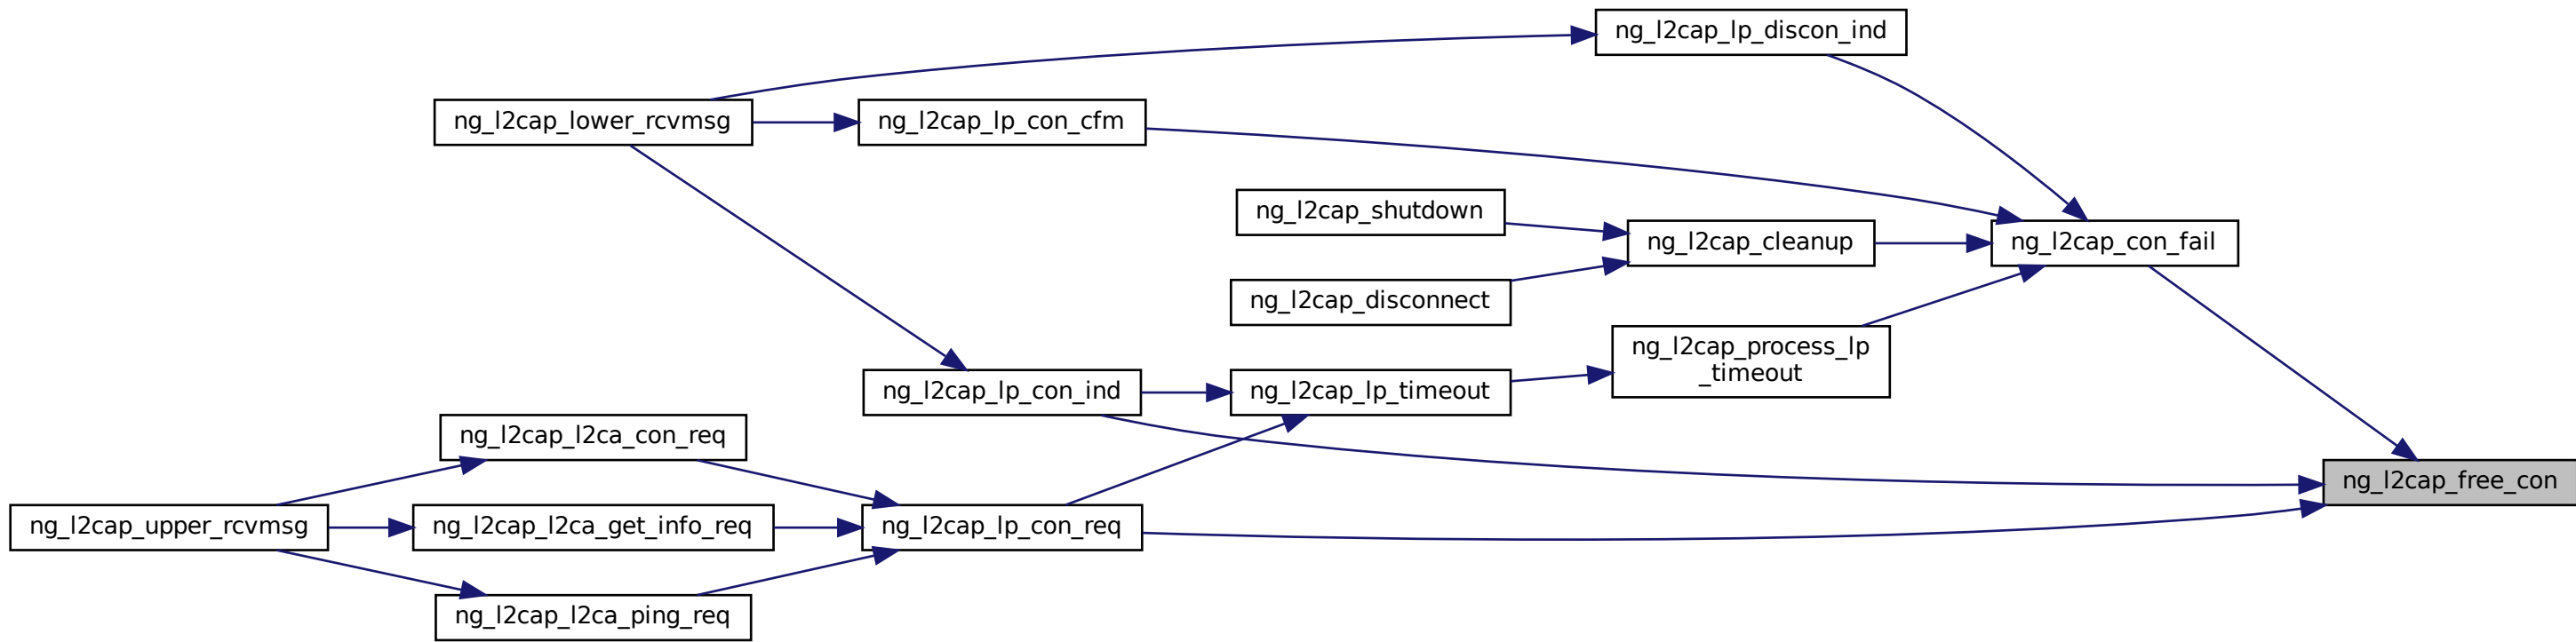 ng_l2cap_lp_discon_ind
ng_l2cap_lower_rcvmsg
ng_l2cap_lp_con_cfm
ng_l2cap_shutdown
ng_l2cap_cleanup
ng_l2cap_con_fail
ng_l2cap_disconnect
ng_l2cap_process_lp
_timeout
ng_l2cap_lp_con_ind
ng_l2cap_lp_timeout
ng_l2cap_l2ca_con_req
ng_l2cap_free_con
ng_l2cap_upper_rcvmsg
ng_l2cap_l2ca_get_info_req
ng_l2cap_lp_con_req
ng_l2cap_l2ca_ping_req